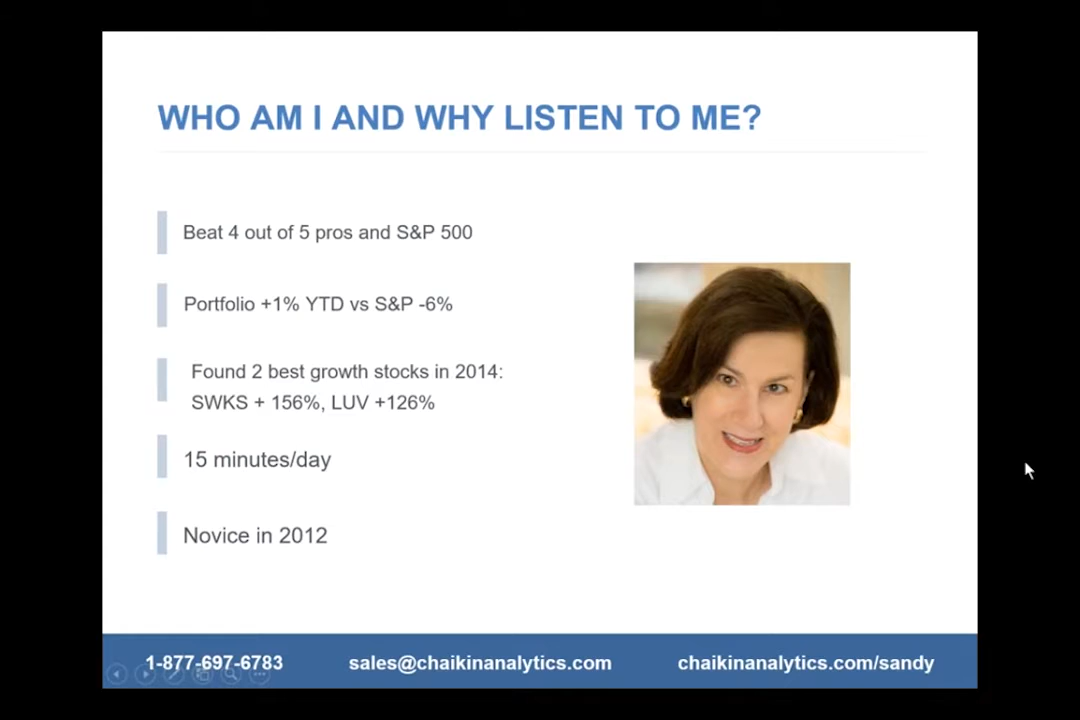 WHO AM I AND WHY LISTEN TO ME?
Beat 4 out of 5 pros and S&P 500
Portfolio +1% YTD vs S&P -6%
Found 2 best growth stocks in 2014:
SWKS + 156%, LUV +126%
15 minutes/day
Novice in 2012
1-877-697-6783 sales@chaikinanalytics.com chaikinanalytics.com/sandy